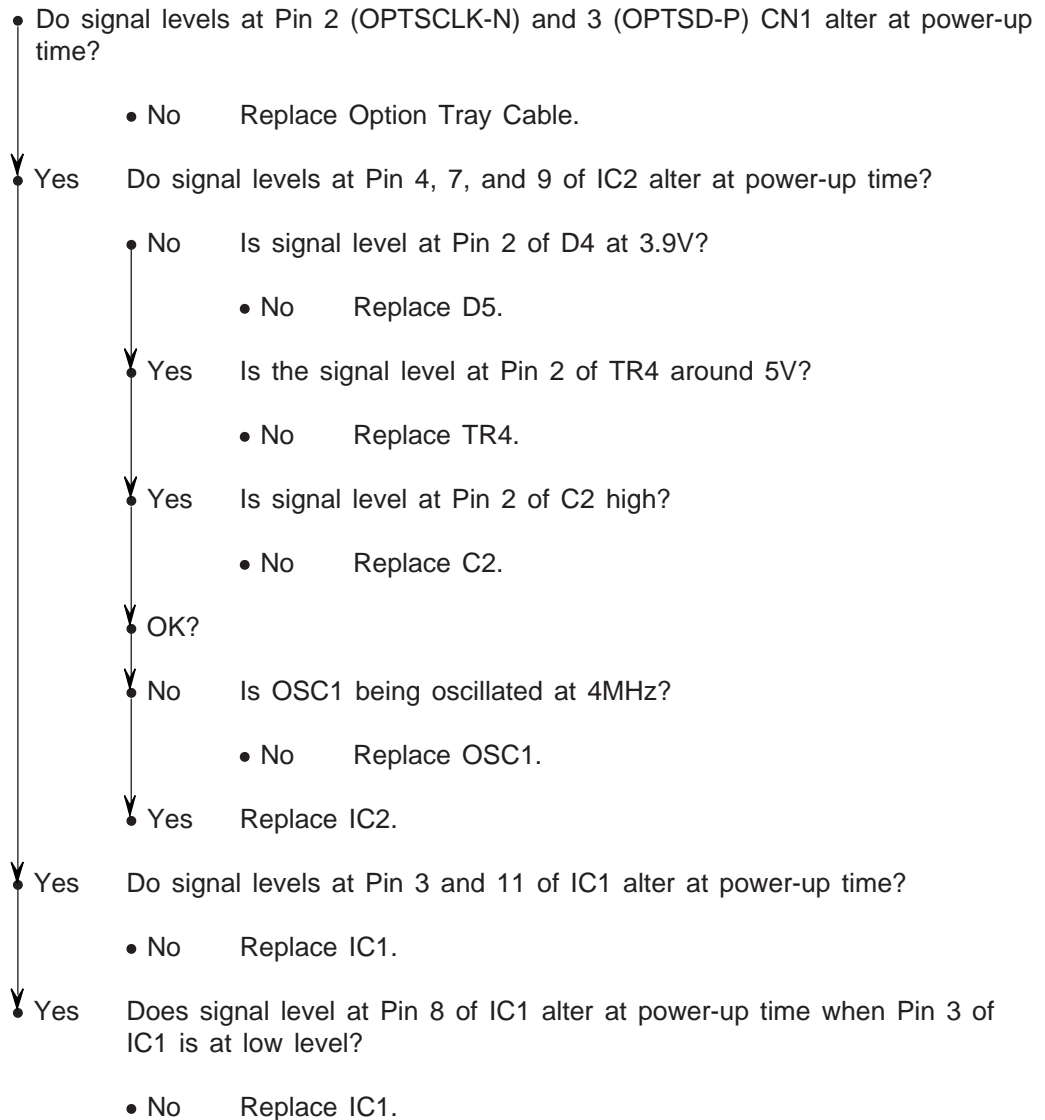 • Do signal levels at Pin 2 (OPTSCLK-N) and 3 (OPTSD-P) CN1 alter at power-up
time?
• No Replace Option Tray Cable.
• Yes Do signal levels at Pin 4, 7, and 9 of IC2 alter at power-up time?
• No Is signal level at Pin 2 of D4 at 3.9V?
• No Replace D5.
• Yes Is the signal level at Pin 2 of TR4 around 5V?
• No Replace TR4.
• Yes Is signal level at Pin 2 of C2 high?
• No Replace C2.
• OK?
• No Is OSC1 being oscillated at 4MHz?
• No Replace OSC1.
• Yes Replace IC2.
• Yes Do signal levels at Pin 3 and 11 of IC1 alter at power-up time?
• No Replace IC1.
• Yes Does signal level at Pin 8 of IC1 alter at power-up time when Pin 3 of
IC1 is at low level?
• No Replace IC1.